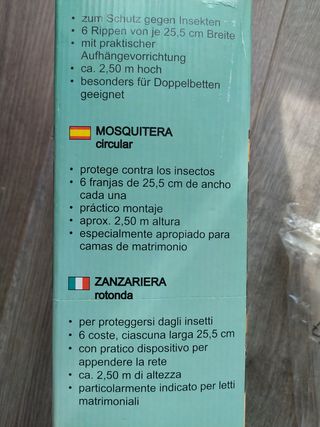 • zum Schutz gegen Insekten
• 6 Rippen von je 25,5 cm Breite
• mit praktischer
Aufhängevorrichtung
• ca. 2,50 m hoch
• besonders für Doppelbetten
geeignet
MOSQUITERA
circular
• protege contra los insectos
• 6 franjas de 25,5 cm de ancho
cada una
• práctico montaje
• aprox. 2,50 m altura
• especialmente apropiado para
camas de matrimonio
ZANZARIERA
rotonda
• per proteggersi dagli insetti
• 6 coste, ciascuna larga 25,5 cm
• con pratico dispositivo per
appendere la rete
• ca. 2,50 m di altezza
• particolarmente indicato per letti
matrimoniali